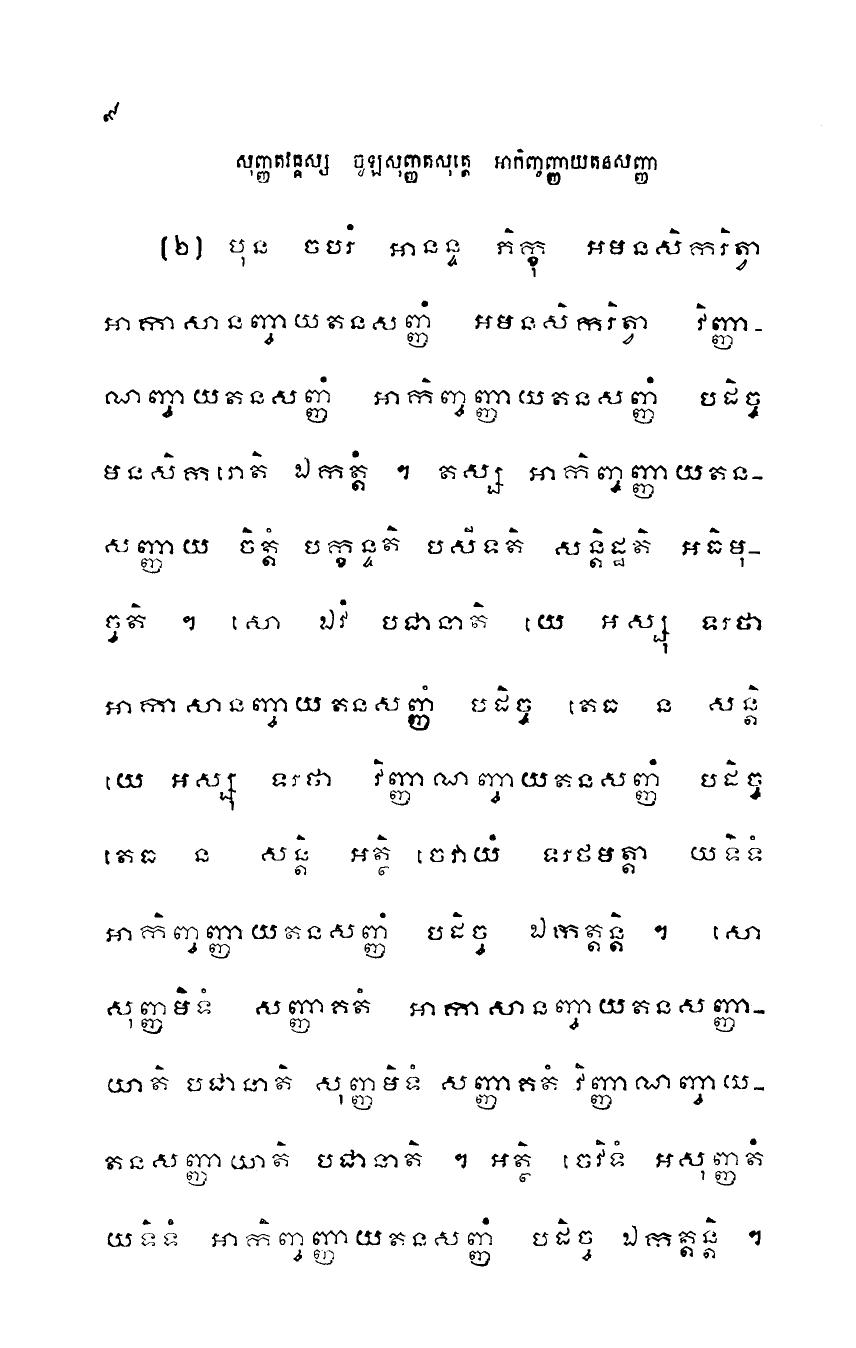 ៩
សុញ្ញតវគ្គស្ស ចូឡសុញ្ញតសុត្តេ អាកិញ្ចញ្ញាយតនសញ្ញា
(២) បុន ចបរំ អានន្ទ ភិក្ខុ អមនសិករិត្វា
អាកាសានញ្ចាយតនសញ្ញំ អមនសិករិត្វា វិញ្ញា-
ណញ្ចាយតនសញ្ញំ អាកិញ្ចញ្ញាយតនសញ្ញំ បដិច្ច
មនសិករោតិ ឯកត្តំ ។ តស្ស អាកិញ្ចញ្ញាយតន-
សញ្ញាយ ចិត្តំ បក្ខន្ទតិ បសីទតិ សន្តិដ្ឋតិ អធិមុ-
ច្ចតិ ។ សោ ឯវំ បជានាតិ យេ អស្សុ ទរថា
អាកាសានញ្ចាយតនសញ្ញំ បដិច្ច តេធ ន សន្តិ
យេ អស្សុ ទរថា វិញ្ញាណញ្ចាយតនសញ្ញំ បដិច្ច
តេធ ន សន្តិ អត្ថិ ចេវាយំ ទរថមត្តា យទិទំ
អាកិញ្ចញ្ញាយតនសញ្ញំ បដិច្ច ឯកត្តន្តិ ។ សោ
សុញ្ញមិទំ សញ្ញាគតំ អាកាសានញ្ចាយតនសញ្ញា-
យាតិ បជានាតិ សុញ្ញមិទំ សញ្ញាគតំ វិញ្ញាណញ្ចាយ-
តនសញ្ញាយាតិ បជានាតិ ។ អត្ថិ ចេវិទំ អសុញ្ញតំ
យទិទំ អាកិញ្ចញ្ញាយតនសញ្ញំ បដិច្ច ឯកត្តន្តិ ។